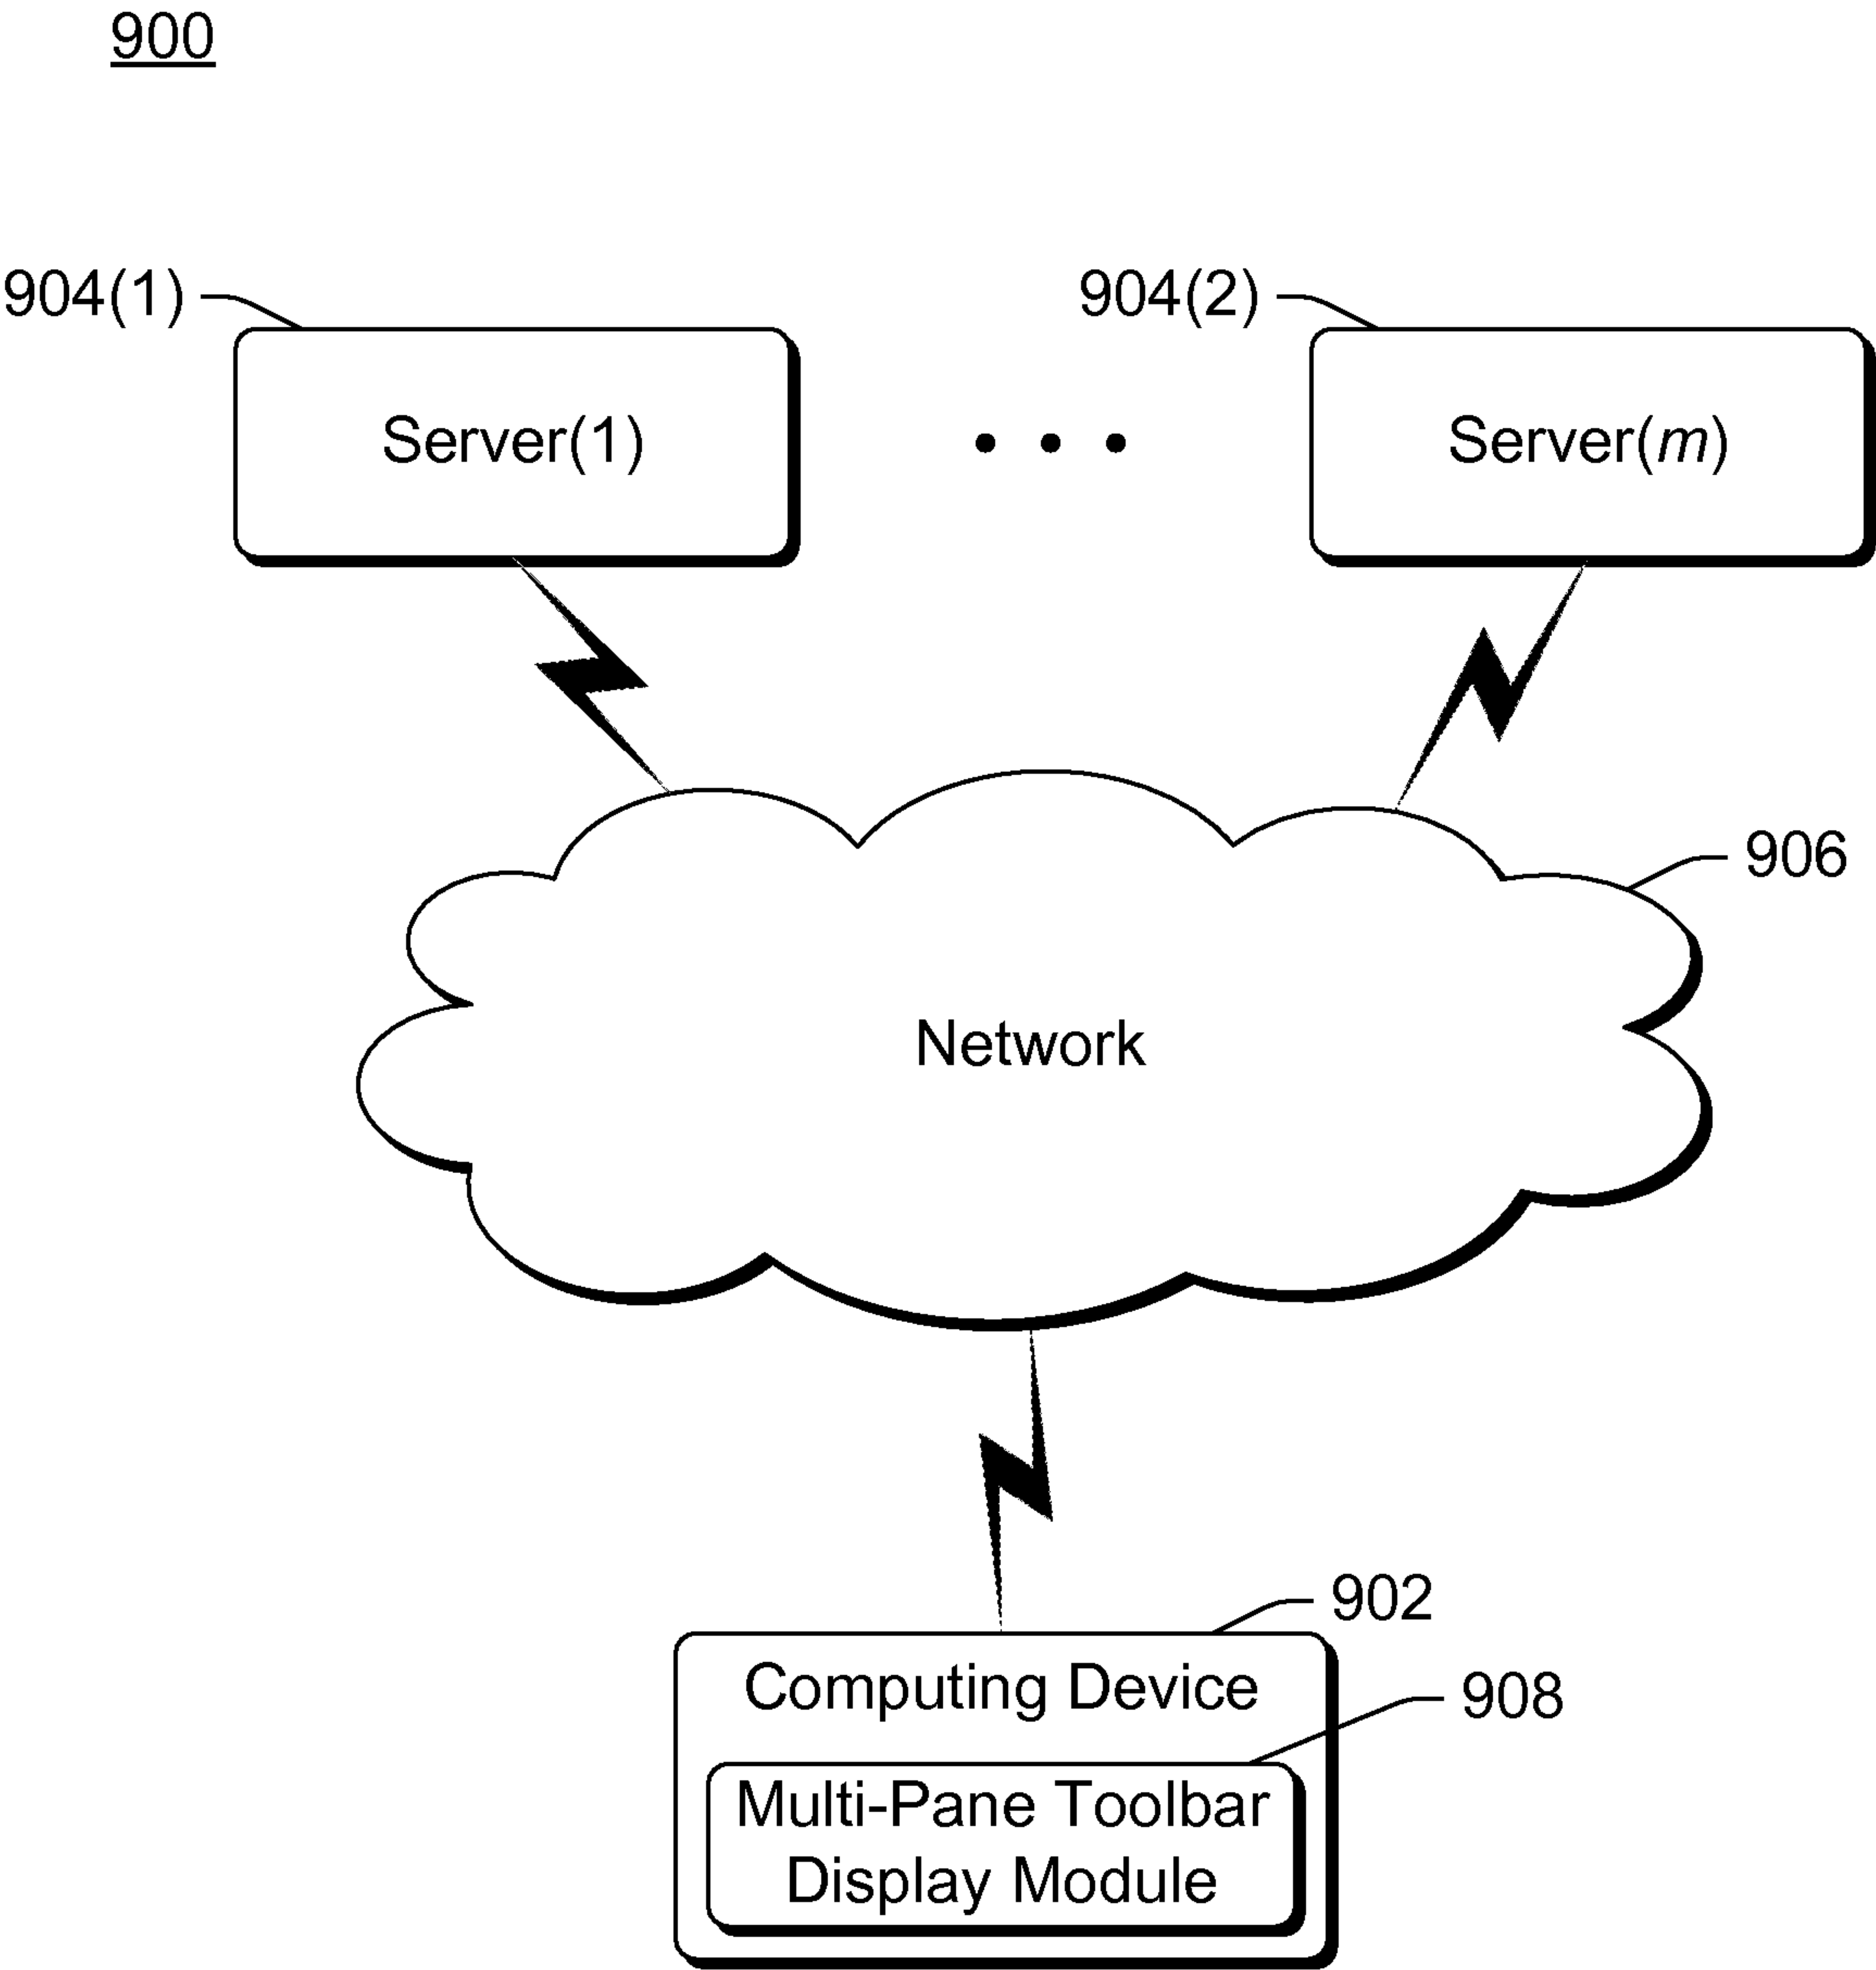 900
904(1)
904(2)
Server(1)
• • •
Server(m)
906
Network
902
Computing Device
908
Multi-Pane Toolbar
Display Module